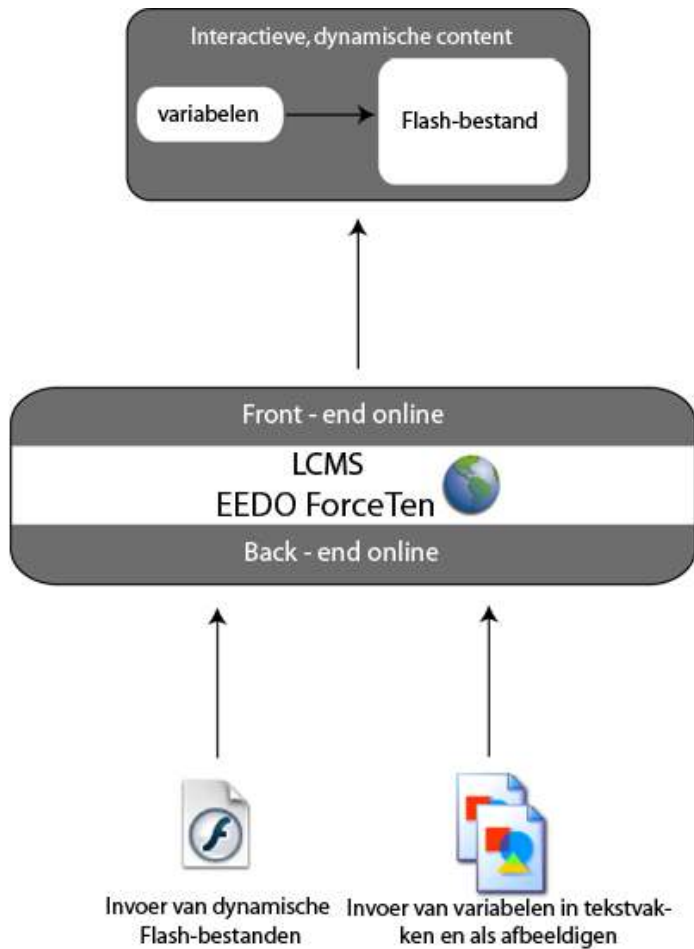 Interactieve, dynamische content
variabelen
Flash-bestand
Front - end online
LCMS
EEDO ForceTen
Back - end online
Invoer van dynamische
Flash-bestanden
Invoer van variabelen in tekstvak-
ken en als afbeeldigen